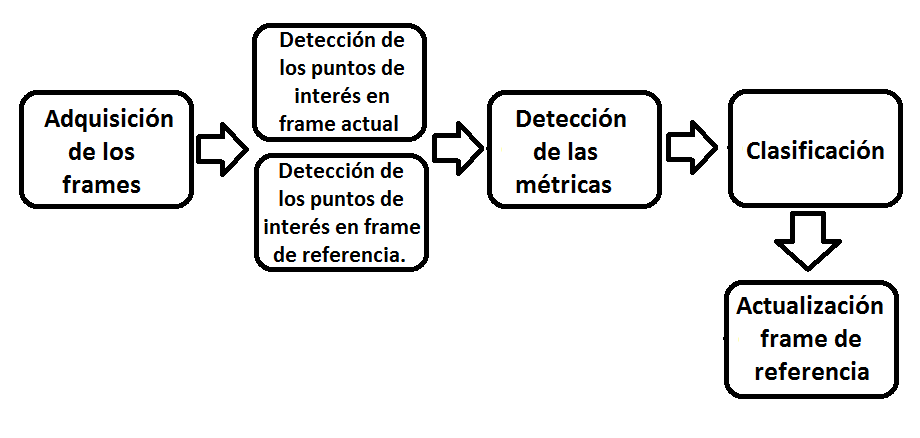 Adquisición
de los
frames
Detección de
los puntos de
interés en
frame actual
Detección de
los puntos de
interés en frame
de referencia.
Detección
de las
métricas
Clasificación
Actualización
frame de
referencia